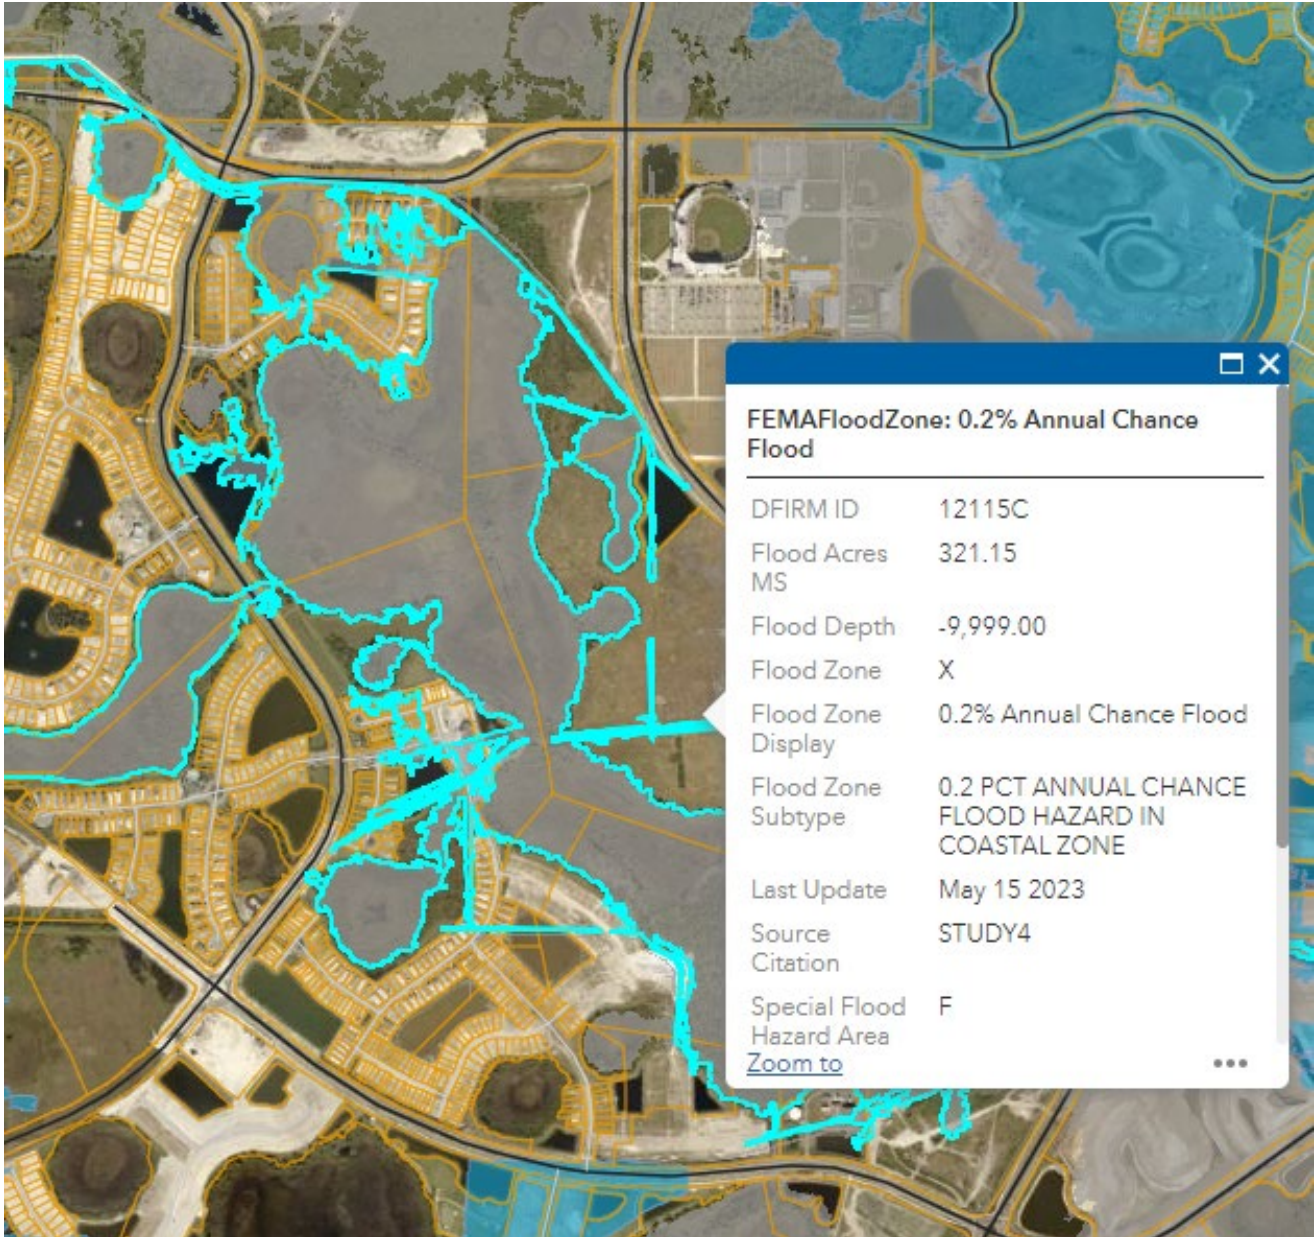 FEMAFloodZone: 0.2% Annual Chance
Flood
DFIRM ID 12115C
Flood Acres 321.15
MS
Flood Depth -9,999.00
Flood Zone X
Flood Zone 0.2% Annual Chance Flood
Display
Flood Zone 0.2 PCT ANNUAL CHANCE
Subtype FLOOD HAZARD IN
COASTAL ZONE
Last Update May 15 2023
Source STUDY4
Citation
Special Flood F
Hazard Area
Zoom to